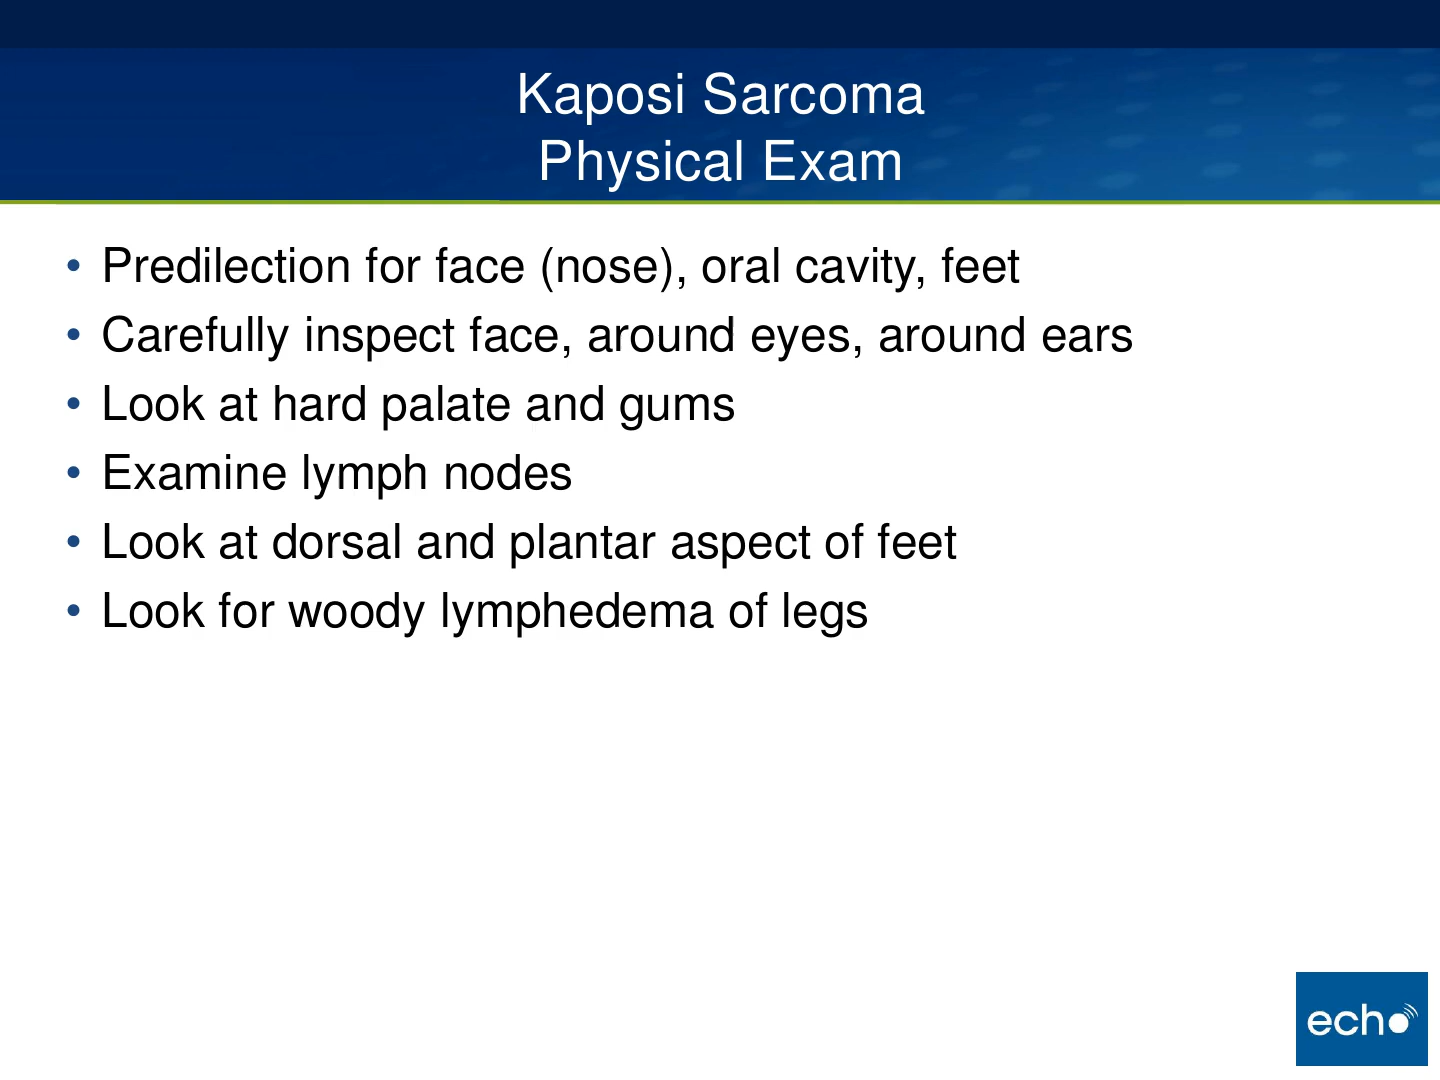 Kaposi Sarcoma
Physical Exam
• Predilection for face (nose), oral cavity, feet
• Carefully inspect face, around eyes, around ears
• Look at hard palate and gums
• Examine lymph nodes
• Look at dorsal and plantar aspect of feet
• Look for woody lymphedema of legs
echo